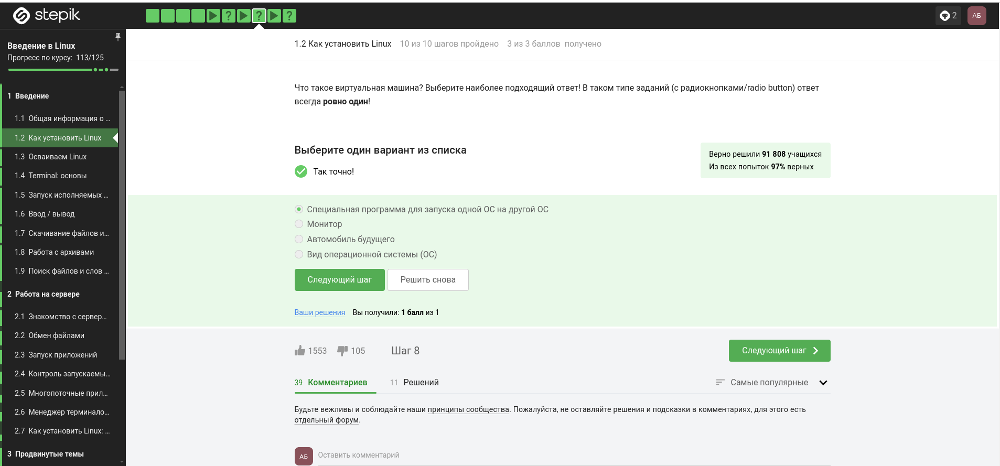 stepik
? ? ?
2
АБ
Введение в Linux
Прогресс по курсу: 113/125
1 Введение
1.1 Общая информация о ...
1.2 Как установить Linux
1.3 Осваиваем Linux
1.4 Terminal: основы
1.5 Запуск исполняемых ...
1.6 Ввод / вывод
1.7 Скачивание файлов и...
1.8 Работа с архивами
1.9 Поиск файлов и слов ...
2 Работа на сервере
2.1 Знакомство с сервер...
2.2 Обмен файлами
2.3 Запуск приложений
2.4 Контроль запускаемы...
2.5 Многопоточные прил...
2.6 Менеджер терминало...
2.7 Как установить Linux: ...
3 Продвинутые темы
1.2 Как установить Linux 10 из 10 шагов пройдено 3 из 3 баллов получено
Что такое виртуальная машина? Выберите наиболее подходящий ответ! В таком типе заданий (с радиокнопками/radio button) ответ
всегда ровно один!
Выберите один вариант из списка
Так точно!
Верно решили 91 808 учащихся
Из всех попыток 97% верных
Специальная программа для запуска одной ОС на другой ОС
Монитор
Автомобиль будущего
Вид операционной системы (ОС)
Следующий шаг Решить снова
Ваши решения Вы получили: 1 балл из 1
1553 105 Шаг 8 Следующий шаг
39 Комментариев 11 Решений Самые популярные
Будьте вежливы и соблюдайте наши принципы сообщества. Пожалуйста, не оставляйте решения и подсказки в комментариях, для этого есть
отдельный форум.
АБ Оставить комментарий